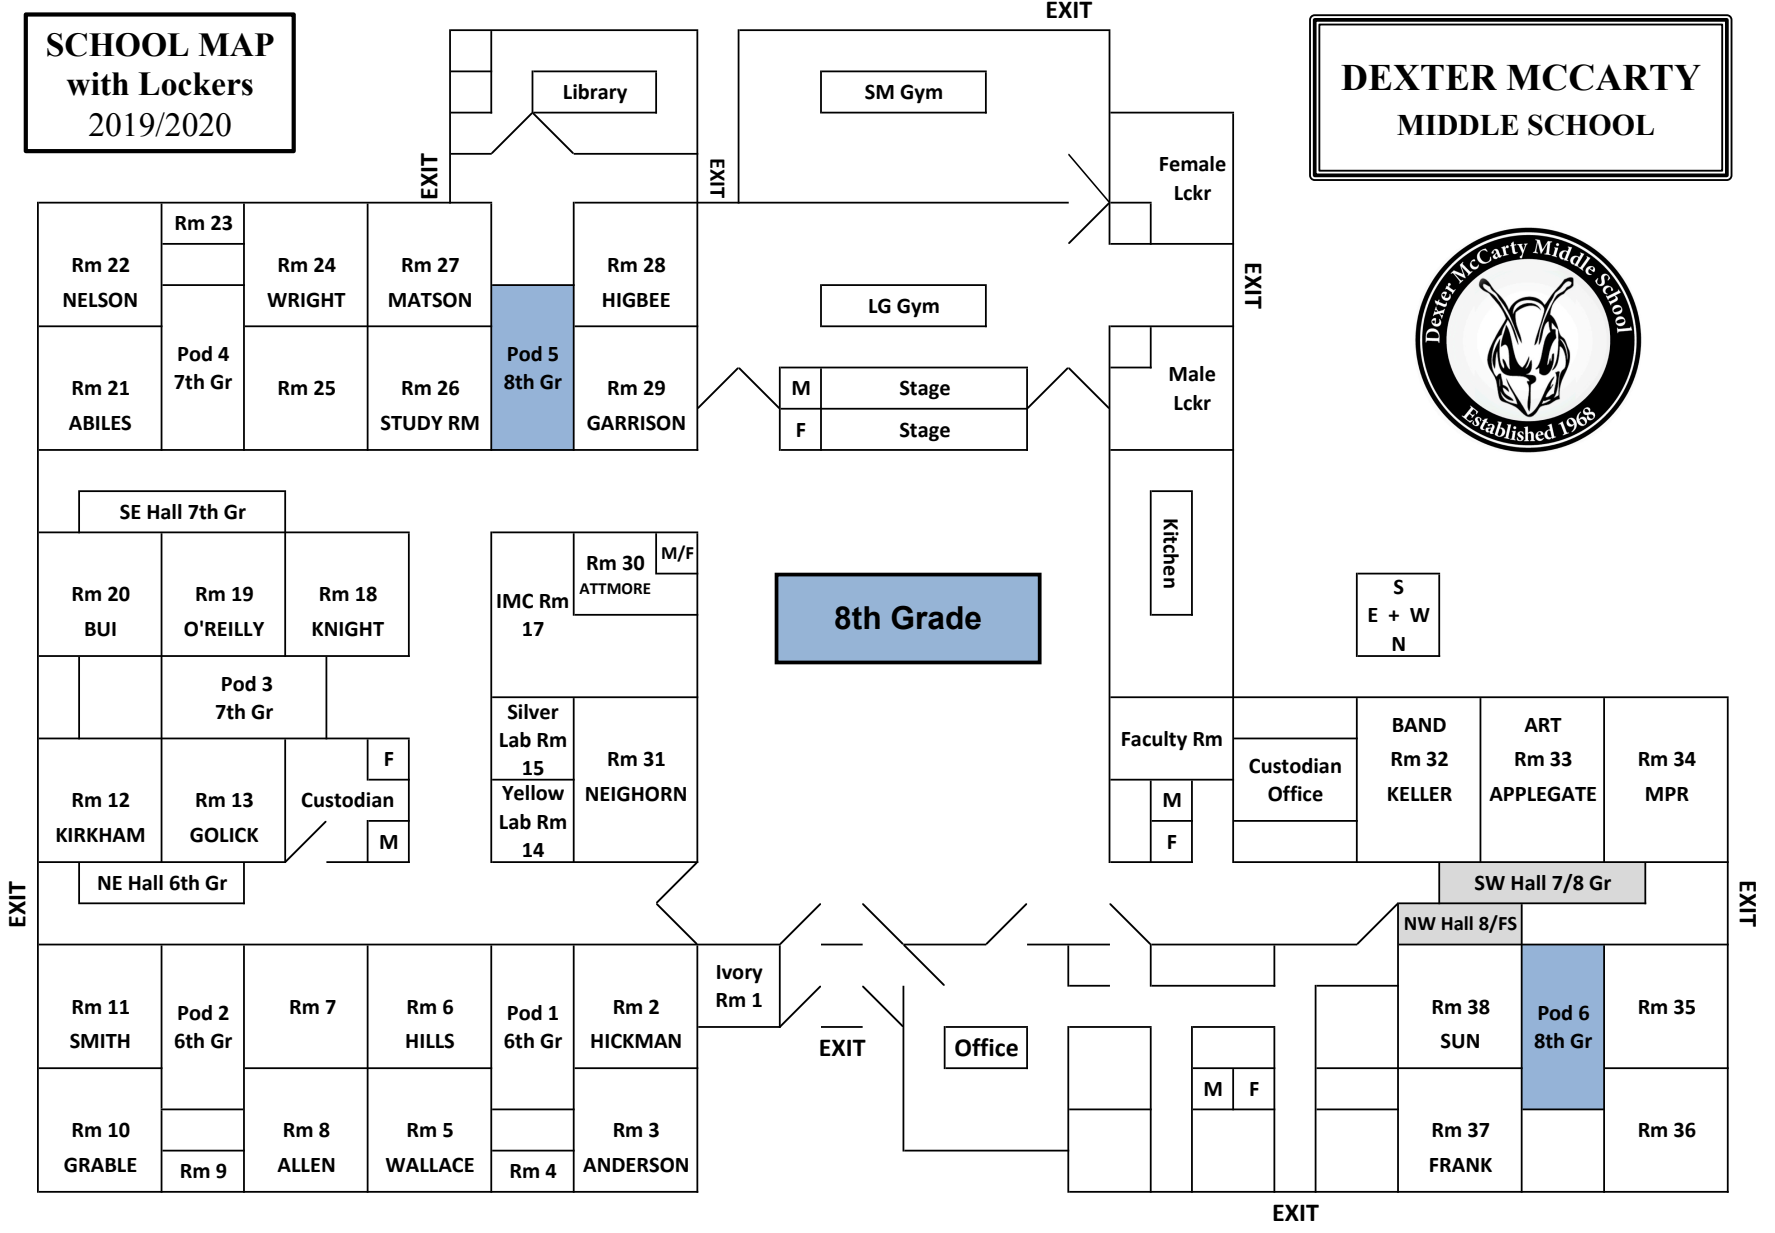 EXIT
SCHOOL MAP
with Lockers
2019/2020
DEXTER MCCARTY
MIDDLE SCHOOL
Library
SM Gym
EXIT
EXIT
Female
Lckr
Rm 23
Rm 22
NELSON
Rm 24
WRIGHT
Rm 27
MATSON
Rm 28
HIGBEE
LG Gym
EXIT
Dexter McCarty Middle School
Established 1968
Pod 4
7th Gr
Pod 5
8th Gr
Rm 21
ABILES
Rm 25
Rm 26
STUDY RM
Rm 29
GARRISON
M
Stage
F
Stage
Male
Lckr
SE Hall 7th Gr
Kitchen
Rm 20
BUI
Rm 19
O'REILLY
Rm 18
KNIGHT
IMC Rm
17
Rm 30
ATTMORE
M/F
8th Grade
S
E + W
N
Pod 3
7th Gr
Silver
Lab Rm
15
Yellow
Lab Rm
14
Rm 31
NEIGHORN
Faculty Rm
Custodian
Office
BAND
Rm 32
KELLER
ART
Rm 33
APPLEGATE
Rm 34
MPR
F
Rm 12
KIRKHAM
Rm 13
GOLICK
Custodian
M
M
F
NE Hall 6th Gr
SW Hall 7/8 Gr
EXIT
EXIT
NW Hall 8/FS
Rm 11
SMITH
Pod 2
6th Gr
Rm 7
Rm 6
HILLS
Pod 1
6th Gr
Rm 2
HICKMAN
Ivory
Rm 1
EXIT
Office
Rm 38
SUN
Pod 6
8th Gr
Rm 35
M
F
Rm 10
GRABLE
Rm 9
Rm 8
ALLEN
Rm 5
WALLACE
Rm 4
Rm 3
ANDERSON
Rm 37
FRANK
Rm 36
EXIT